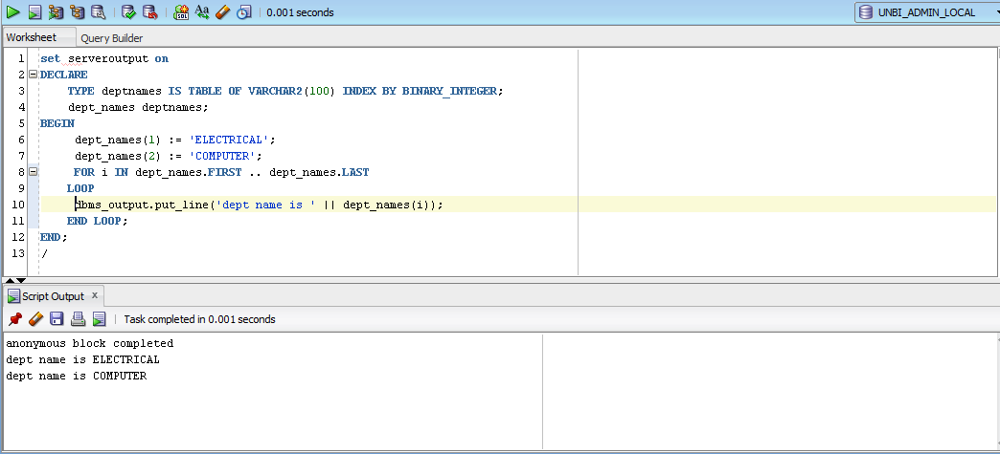 0.001 seconds
UNBI_ADMIN_LOCAL
Worksheet Query Builder
1 set serveroutput on
2 DECLARE
3 TYPE deptnames IS TABLE OF VARCHAR2(100) INDEX BY BINARY_INTEGER;
4 dept_names deptnames;
5 BEGIN
6 dept_names(1) := 'ELECTRICAL';
7 dept_names(2) := 'COMPUTER';
8 FOR i IN dept_names.FIRST .. dept_names.LAST
9 LOOP
10 dbms_output.put_line('dept name is ' || dept_names(i));
11 END LOOP;
12 END;
13 /
Script Output x
Task completed in 0.001 seconds
anonymous block completed
dept name is ELECTRICAL
dept name is COMPUTER